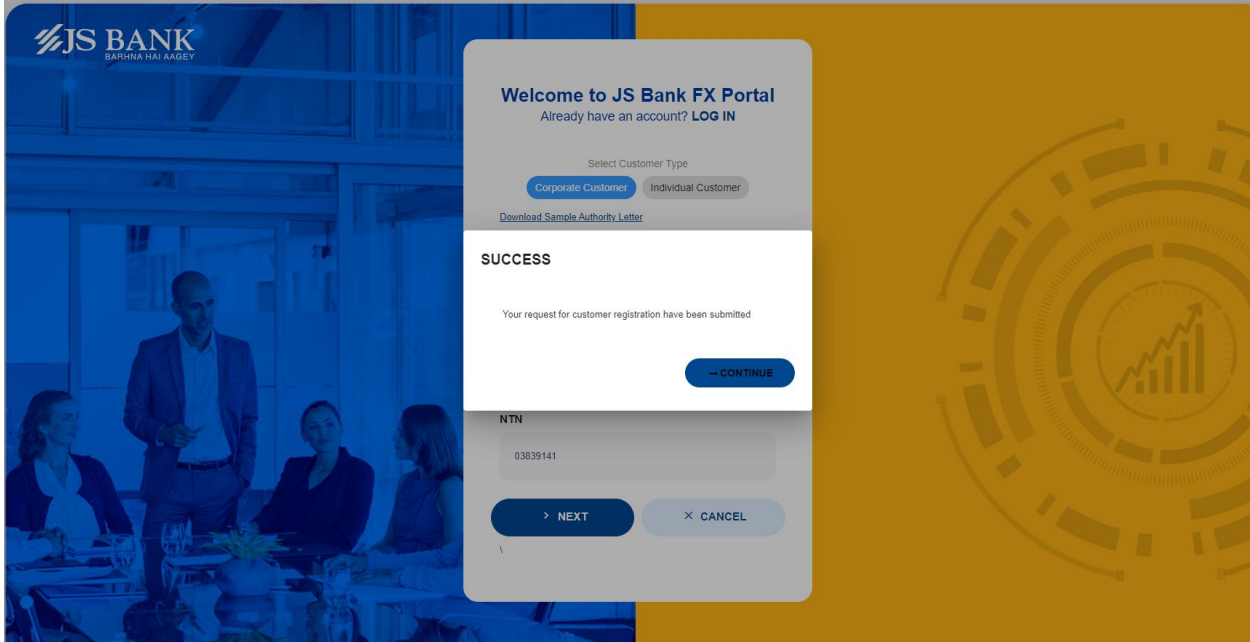 JS BANK
BARHNA HAI AAGEY
Welcome to JS Bank FX Portal
Already have an account? LOG IN
Select Customer Type
Corporate Customer Individual Customer
Download Sample Authority Letter
SUCCESS
Your request for customer registration have been submitted
CONTINUE
NTN
03839141
> NEXT × CANCEL
\